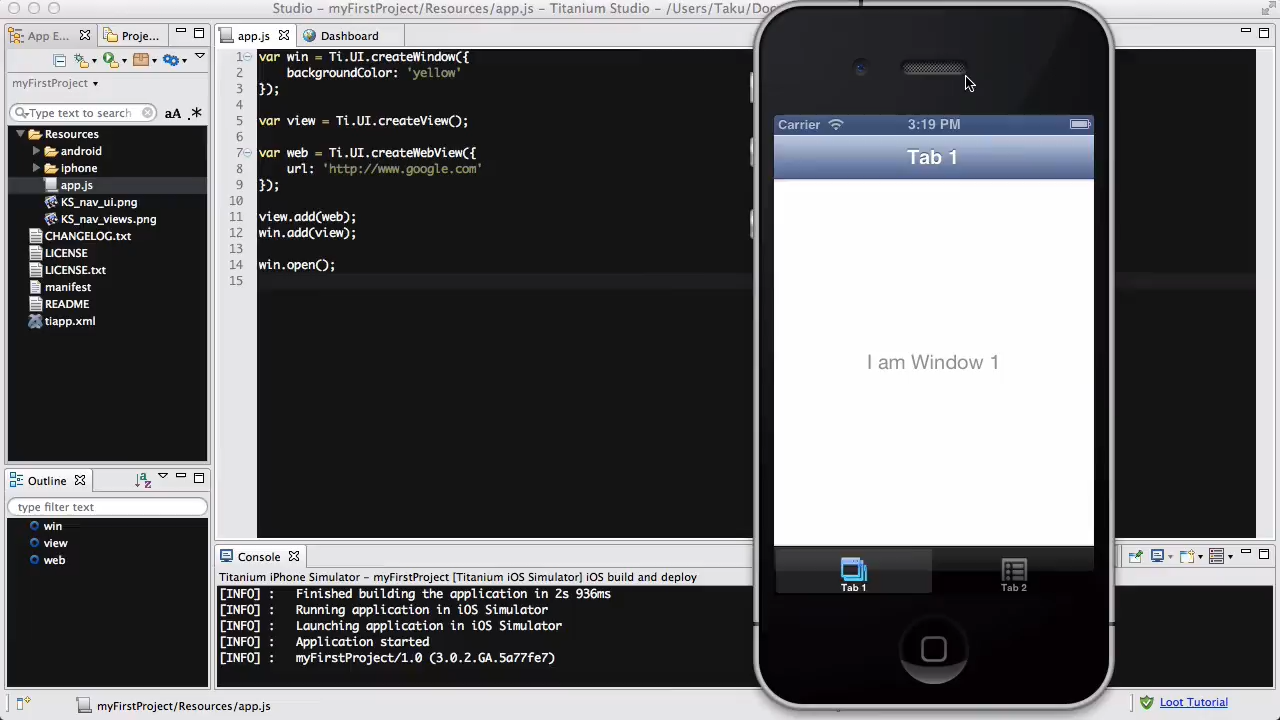 Studio - myFirstProject/Resources/app.js - Titanium Studio - /Users/Taku/Doc
App E...
Proje...
myFirstProject
Type text to search
aA .*
Resources
android
iphone
app.js
KS_nav_ui.png
KS_nav_views.png
CHANGELOG.txt
LICENSE
LICENSE.txt
manifest
README
tiapp.xml
Outline
type filter text
win
view
web
app.js
Dashboard
1 var win = Ti.UI.createWindow({
2 backgroundColor: 'yellow'
3 });
4
5 var view = Ti.UI.createView();
6
7 var web = Ti.UI.createWebView({
8 url: 'http://www.google.com'
9 });
10
11 view.add(web);
12 win.add(view);
13
14 win.open();
15
Console
Titanium iPhone Simulator - myFirstProject [Titanium iOS Simulator] iOS build and deploy
[INFO] : Finished building the application in 2s 936ms
[INFO] : Running application in iOS Simulator
[INFO] : Launching application in iOS Simulator
[INFO] : Application started
[INFO] : myFirstProject/1.0 (3.0.2.GA.5a77fe7)
Carrier
3:19 PM
Tab 1
I am Window 1
Tab 1
Tab 2
myFirstProject/Resources/app.js
Loot Tutorial